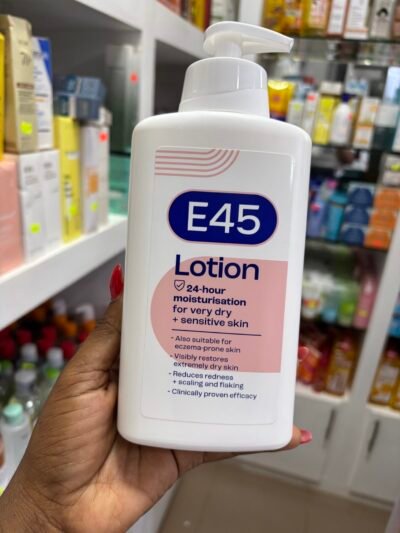 E45
Lotion
24-hour
moisturisation
for very dry
+ sensitive skin
- Also suitable for
eczema-prone skin
- Visibly restores
extremely dry skin
- Reduces redness
+ scaling and flaking
- Clinically proven efficacy